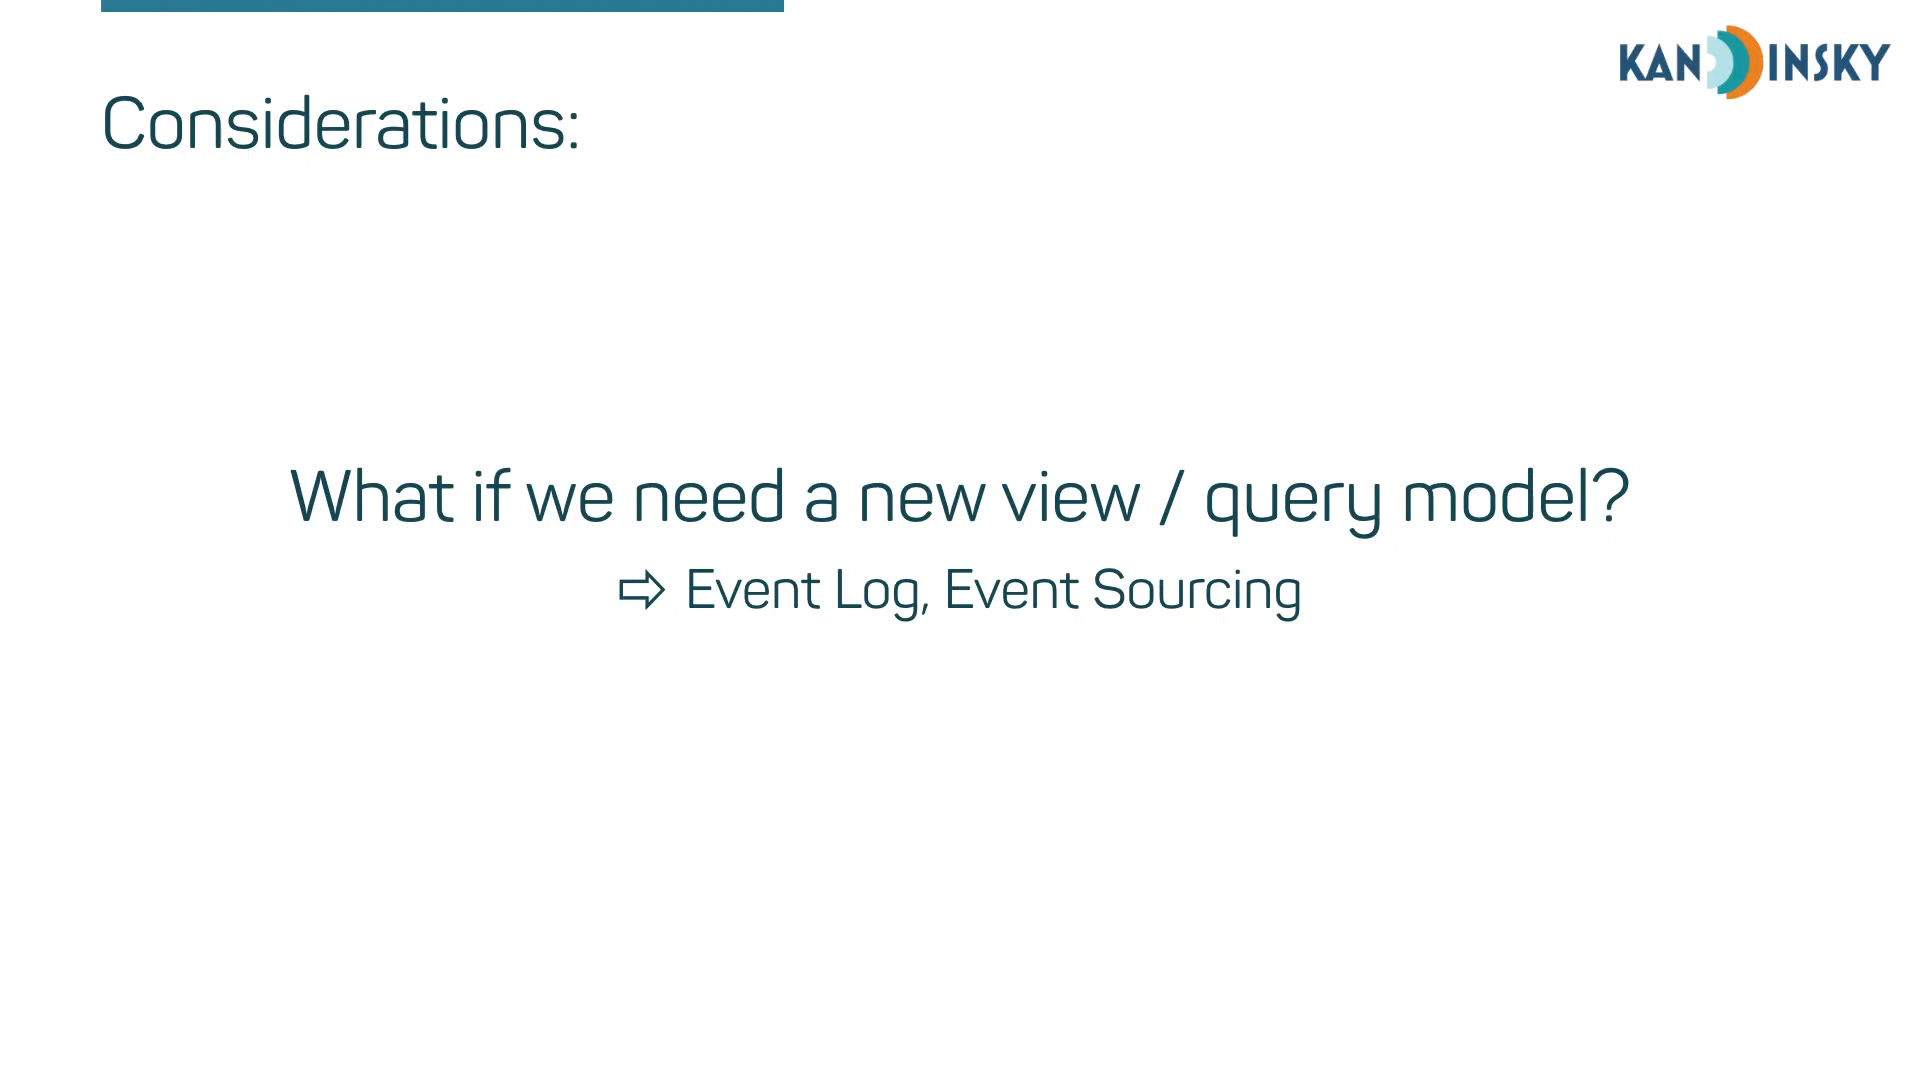 KANDINSKY
Considerations:
What if we need a new view / query model?
⇨ Event Log, Event Sourcing